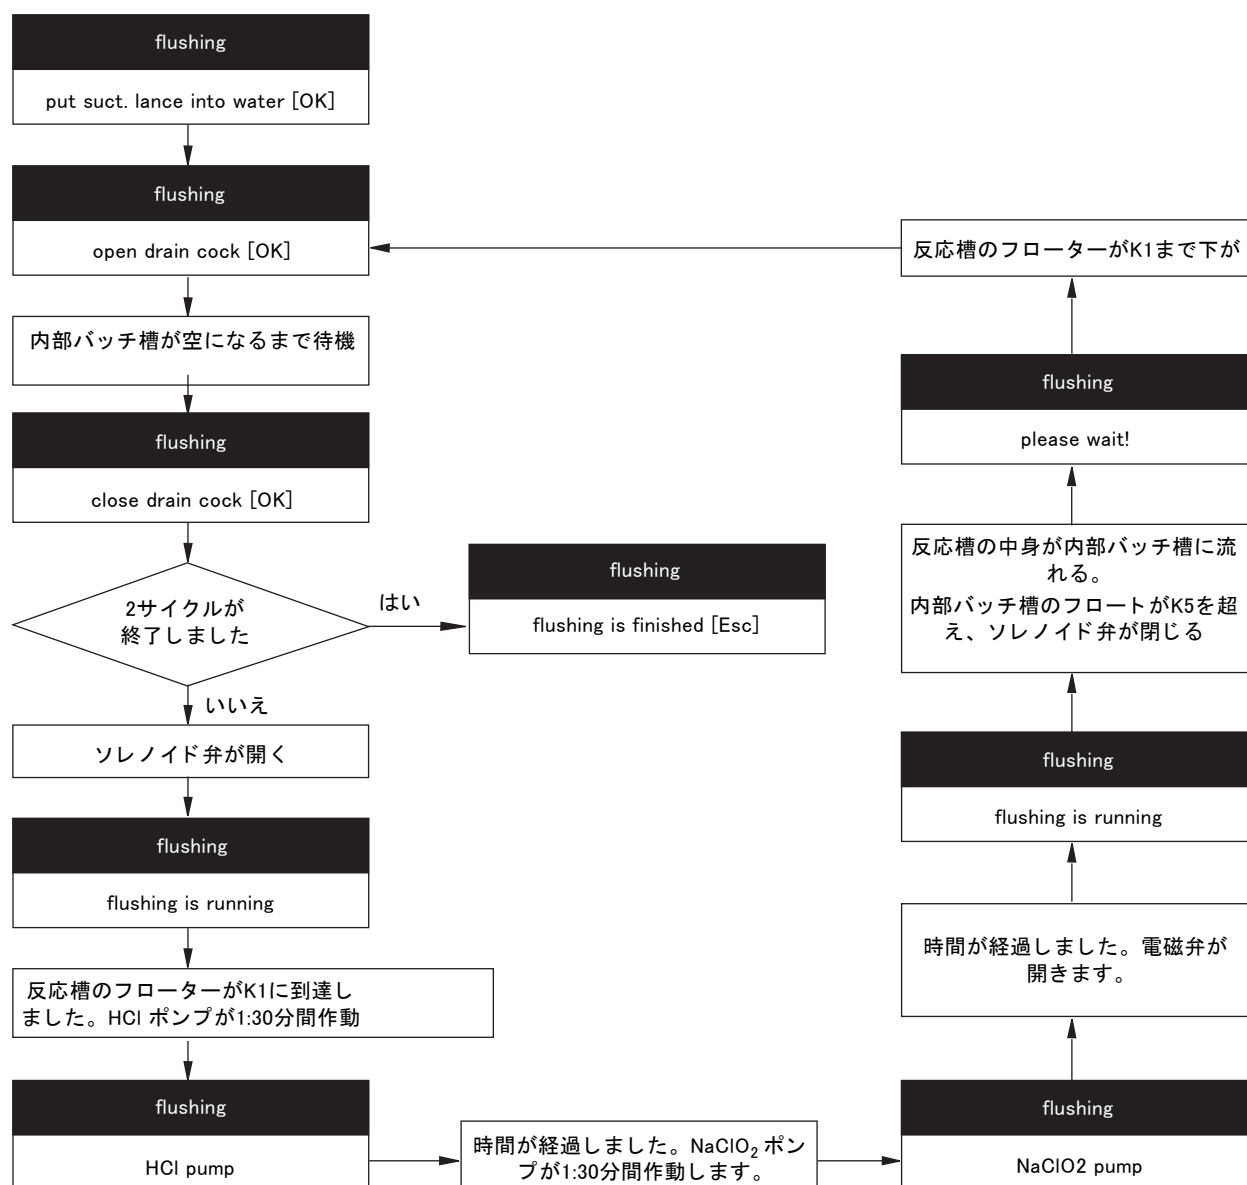 flushing
put suct. lance into water [OK]
flushing
open drain cock [OK]
内部バッチ槽が空になるまで待機
flushing
close drain cock [OK]
2サイクルが
終了しました
はい
flushing
flushing is finished [Esc]
いいえ
ソレノイド弁が開く
flushing
flushing is running
反応槽のフローターがK1に到達し
ました。HCl ポンプが1:30分間作動
flushing
HCl pump
時間が経過しました。NaClO₂ ポン
プが1:30分間作動します。
flushing
NaClO2 pump
時間が経過しました。電磁弁が
開きます。
flushing
flushing is running
反応槽の中身が内部バッチ槽に流
れる。
内部バッチ槽のフロートがK5を超
え、ソレノイド弁が閉じる
flushing
please wait!
反応槽のフローターがK1まで下が